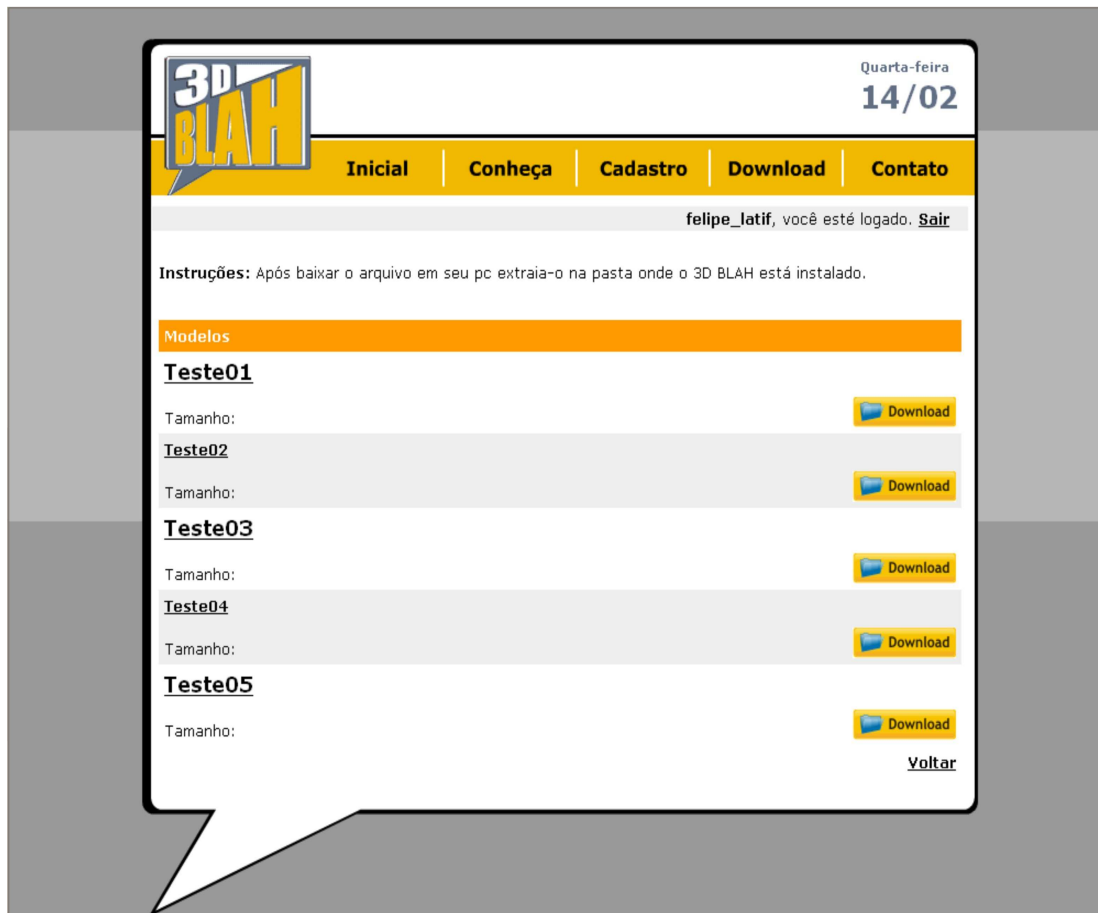 3D
BLAH
Quarta-feira
14/02
Inicial Conheça Cadastro Download Contato
felipe_latif, você esté logado. Sair
Instruções: Após baixar o arquivo em seu pc extraia-o na pasta onde o 3D BLAH está instalado.
Modelos
Teste01
Tamanho: Download
Teste02
Tamanho: Download
Teste03
Tamanho: Download
Teste04
Tamanho: Download
Teste05
Tamanho: Download
Voltar